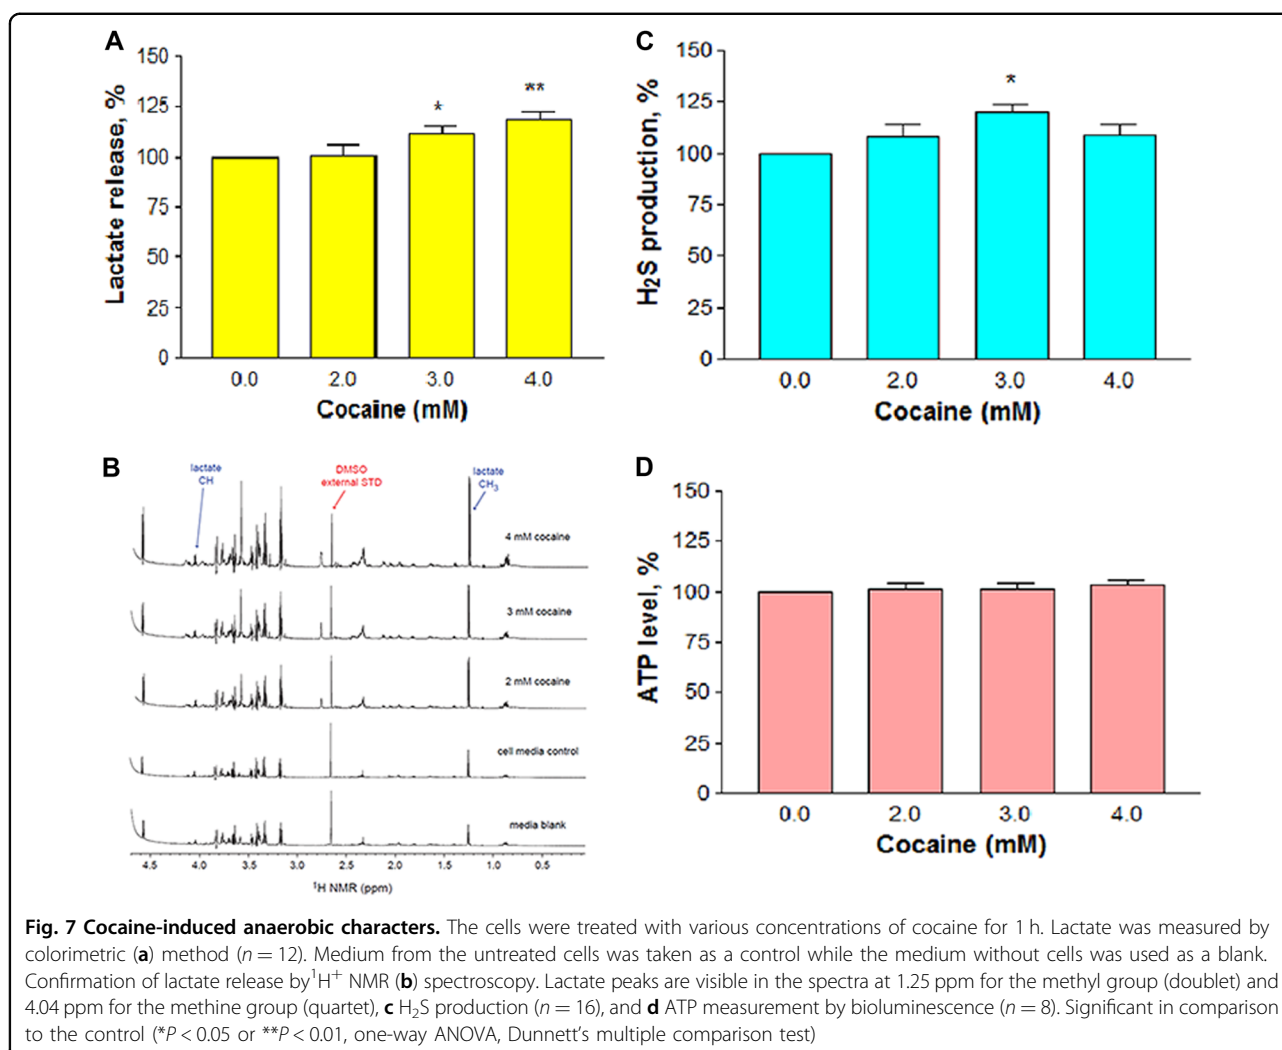 A
150
125
100
75
50
25
0
Lactate release, %
*
**
0.0 2.0 3.0 4.0
Cocaine (mM)
C
150
125
100
75
50
25
0
H₂S production, %
*
0.0 2.0 3.0 4.0
Cocaine (mM)
B
lactate
CH
DMSO
external STD
lactate
CH₃
4 mM cocaine
3 mM cocaine
2 mM cocaine
cell media control
media blank
4.5 4.0 3.5 3.0 2.5 2.0 1.5 1.0 0.5
¹H NMR (ppm)
D
150
125
100
75
50
25
0
ATP level, %
0.0 2.0 3.0 4.0
Cocaine (mM)
Fig. 7 Cocaine-induced anaerobic characters. The cells were treated with various concentrations of cocaine for 1 h. Lactate was measured by
colorimetric (a) method (n = 12). Medium from the untreated cells was taken as a control while the medium without cells was used as a blank.
Confirmation of lactate release by ¹H⁺ NMR (b) spectroscopy. Lactate peaks are visible in the spectra at 1.25 ppm for the methyl group (doublet) and
4.04 ppm for the methine group (quartet), c H₂S production (n = 16), and d ATP measurement by bioluminescence (n = 8). Significant in comparison
to the control (*P < 0.05 or **P < 0.01, one-way ANOVA, Dunnett's multiple comparison test)